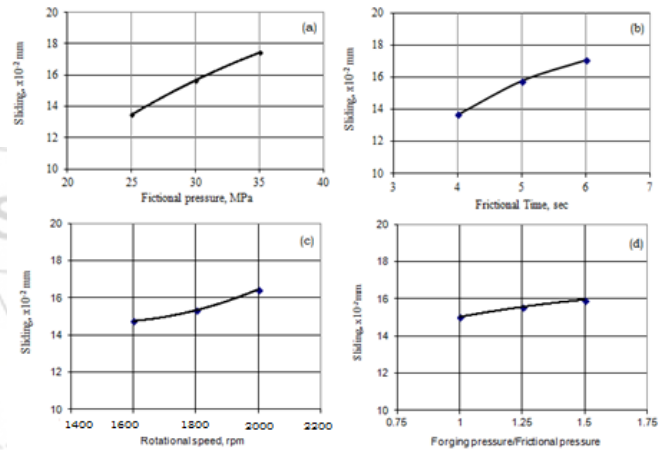 20
18
16
14
12
10
Sliding, x10⁻² mm
(a)
20 25 30 35 40
Fictional pressure, MPa
20
18
16
14
12
10
Sliding, x10⁻² mm
(b)
3 4 5 6 7
Frictional Time, sec
20
18
16
14
12
10
Sliding, x10⁻² mm
(c)
1400 1600 1800 2000 2200
Rotational speed, rpm
20
18
16
14
12
10
Sliding, x10⁻²mm
(d)
0.75 1 1.25 1.5 1.75
Forging pressure/Frictional pressure